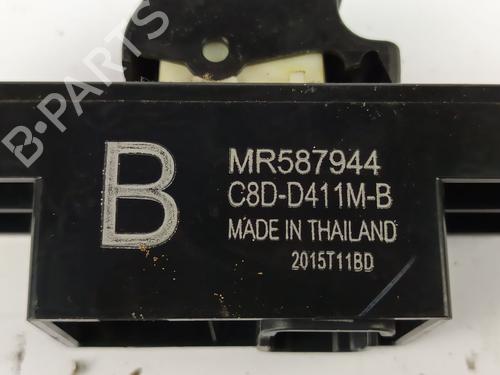 B
MR587944
C8D-D411M-B
MADE IN THAILAND
2015T11BD
B-PARTS